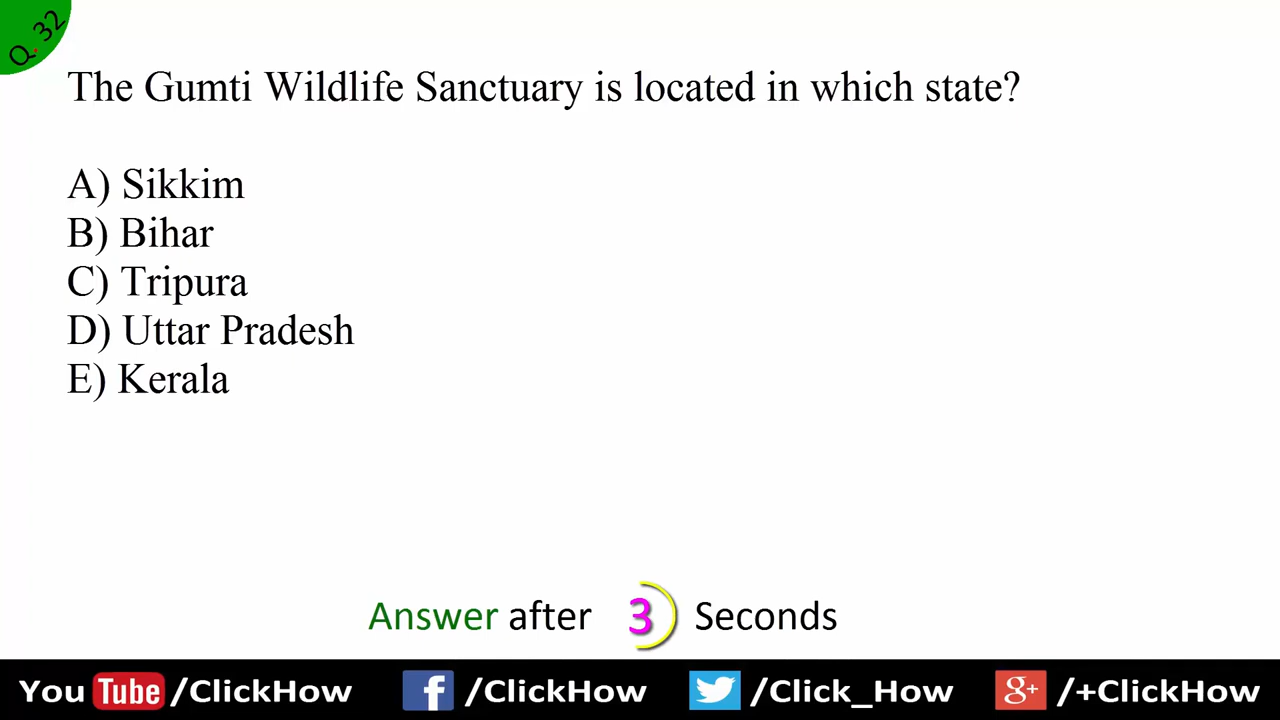 Q. 32
The Gumti Wildlife Sanctuary is located in which state?
A) Sikkim
B) Bihar
C) Tripura
D) Uttar Pradesh
E) Kerala
Answer after 3 Seconds
You Tube /ClickHow f /ClickHow /Click_How g+ /+ClickHow